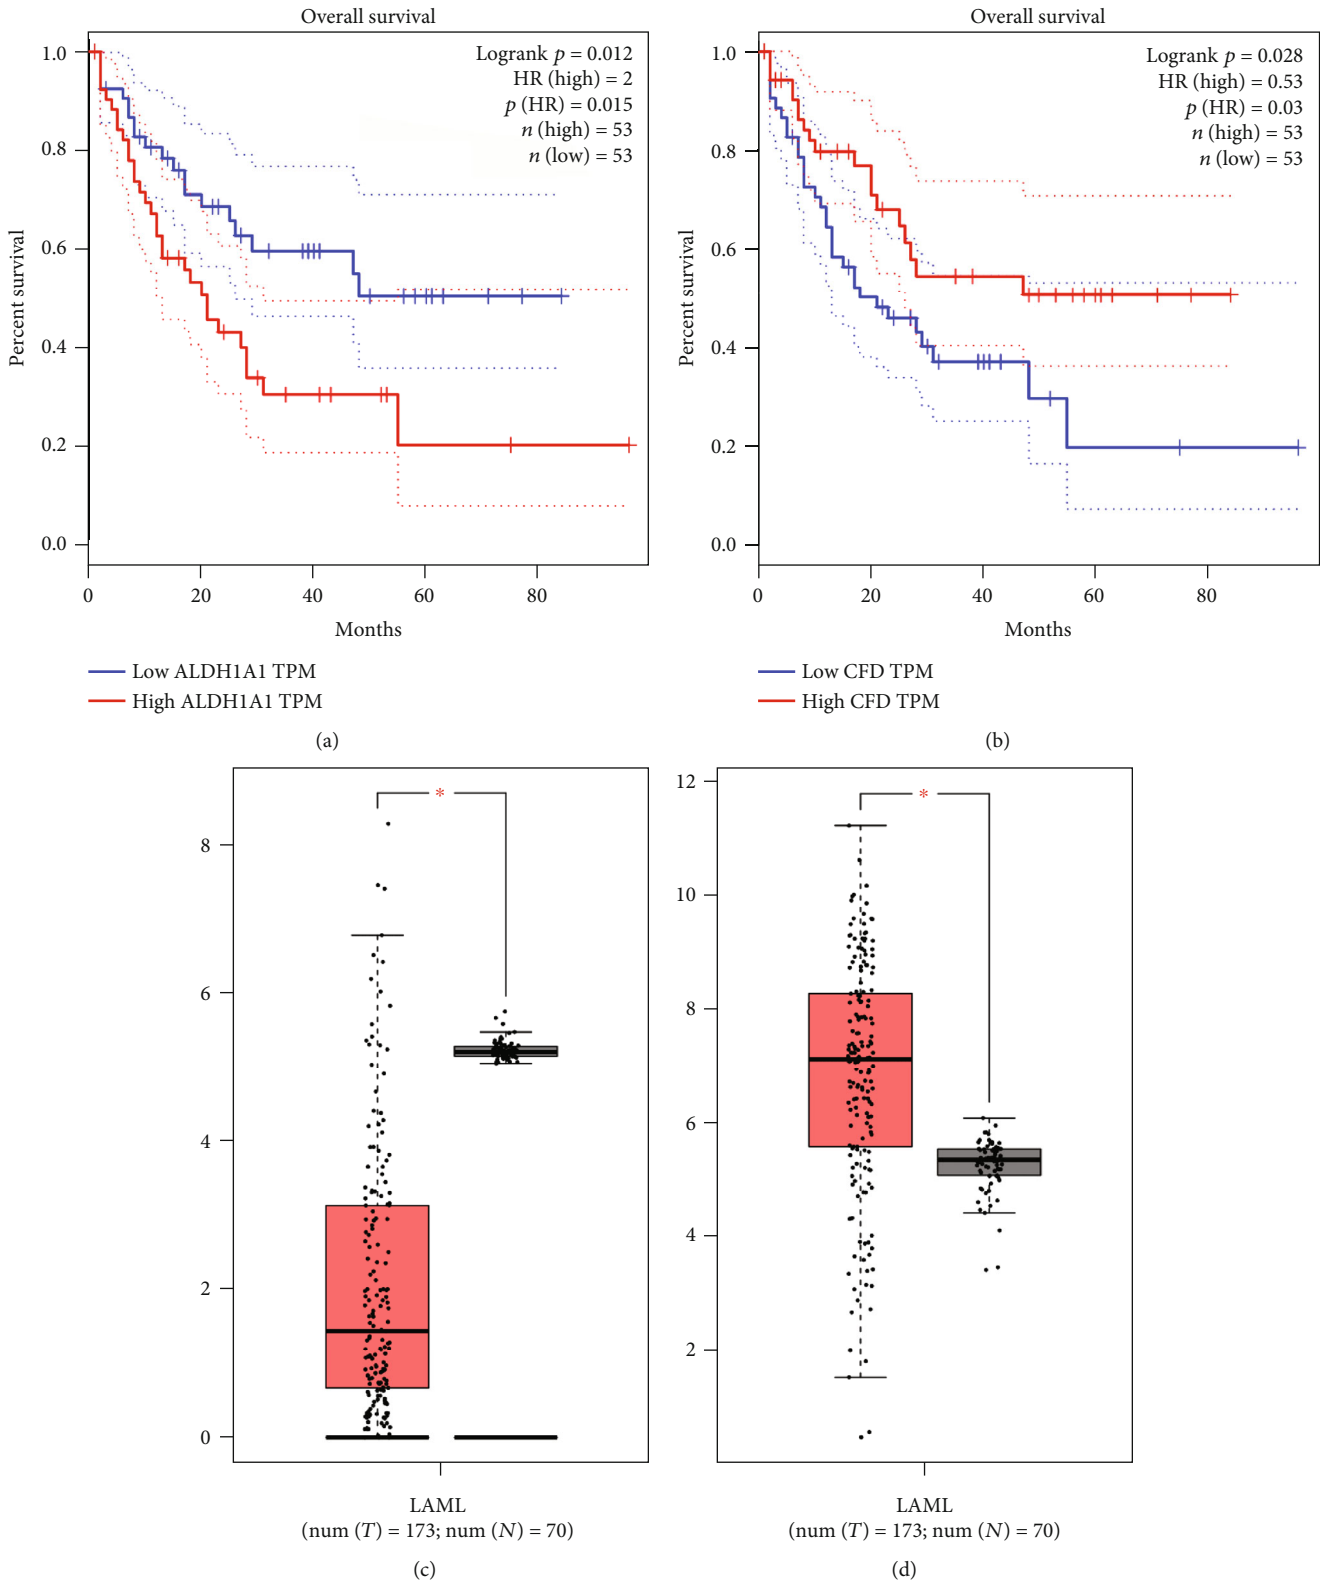 Overall survival
Logrank p = 0.012
HR (high) = 2
p (HR) = 0.015
n (high) = 53
n (low) = 53
1.0
0.8
0.6
0.4
0.2
0.0
Percent survival
0 20 40 60 80
Months
Low ALDH1A1 TPM
High ALDH1A1 TPM
(a)
Overall survival
Logrank p = 0.028
HR (high) = 0.53
p (HR) = 0.03
n (high) = 53
n (low) = 53
1.0
0.8
0.6
0.4
0.2
0.0
Percent survival
0 20 40 60 80
Months
Low CFD TPM
High CFD TPM
(b)
*
8
6
4
2
0
LAML
(num (T) = 173; num (N) = 70)
(c)
*
12
10
8
6
4
2
LAML
(num (T) = 173; num (N) = 70)
(d)